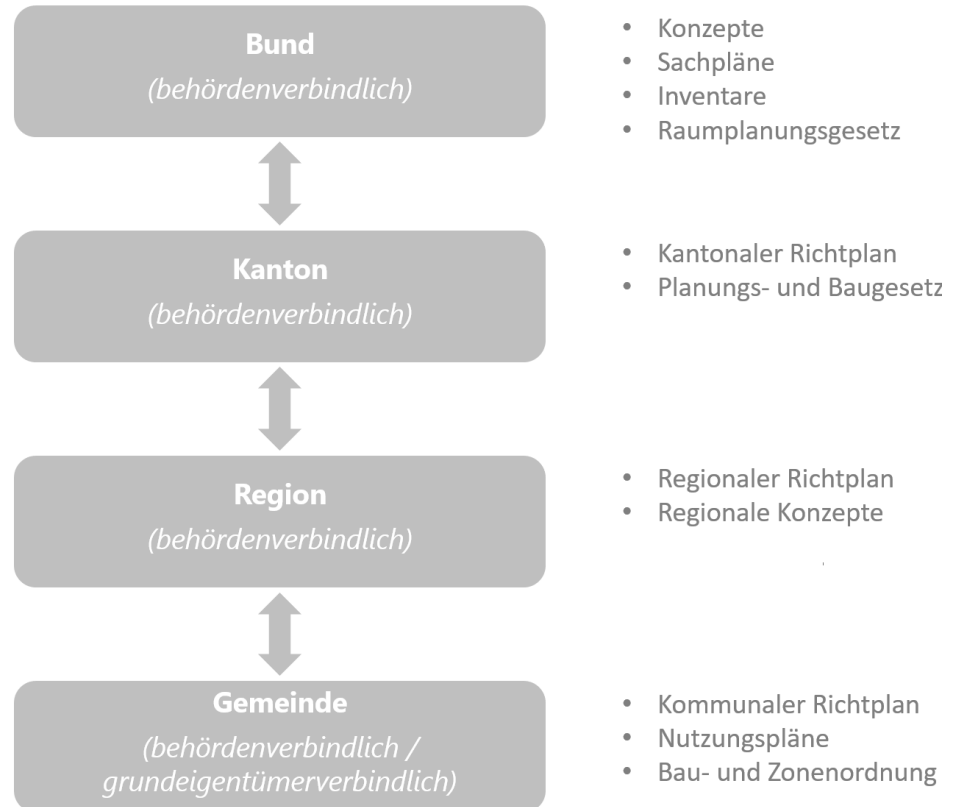 Bund
(behördenverbindlich)
• Konzepte
• Sachpläne
• Inventare
• Raumplanungsgesetz
Kanton
(behördenverbindlich)
• Kantonaler Richtplan
• Planungs- und Baugesetz
Region
(behördenverbindlich)
• Regionaler Richtplan
• Regionale Konzepte
Gemeinde
(behördenverbindlich /
grundeigentümerverbindlich)
• Kommunaler Richtplan
• Nutzungspläne
• Bau- und Zonenordnung